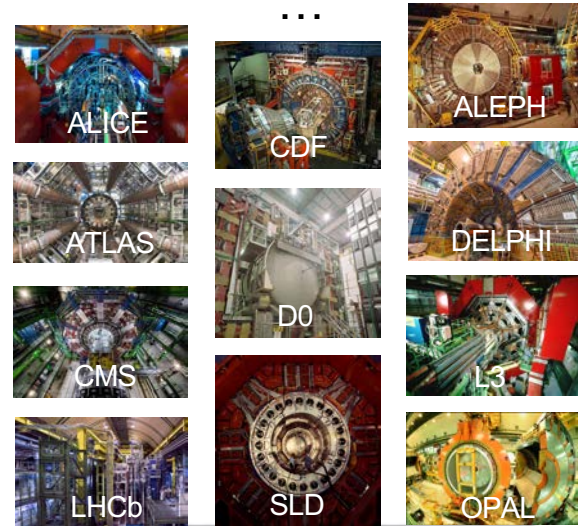 ...
ALICE
CDF
ALEPH
ATLAS
D0
DELPHI
CMS
SLD
L3
LHCb
OPAL